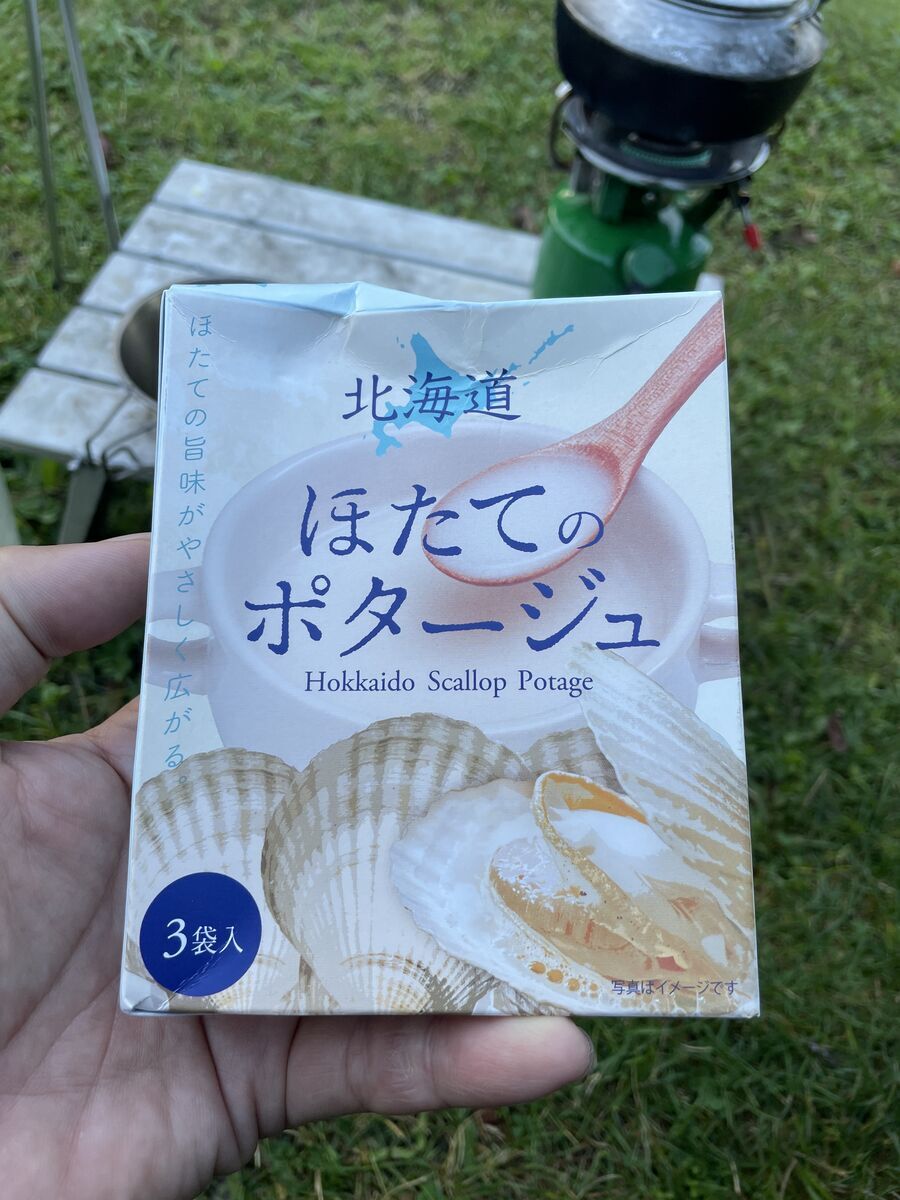 ほたての旨味がやさしく広がる。
北海道
ほたての
ポタージュ
Hokkaido Scallop Potage
3袋入
写真はイメージです